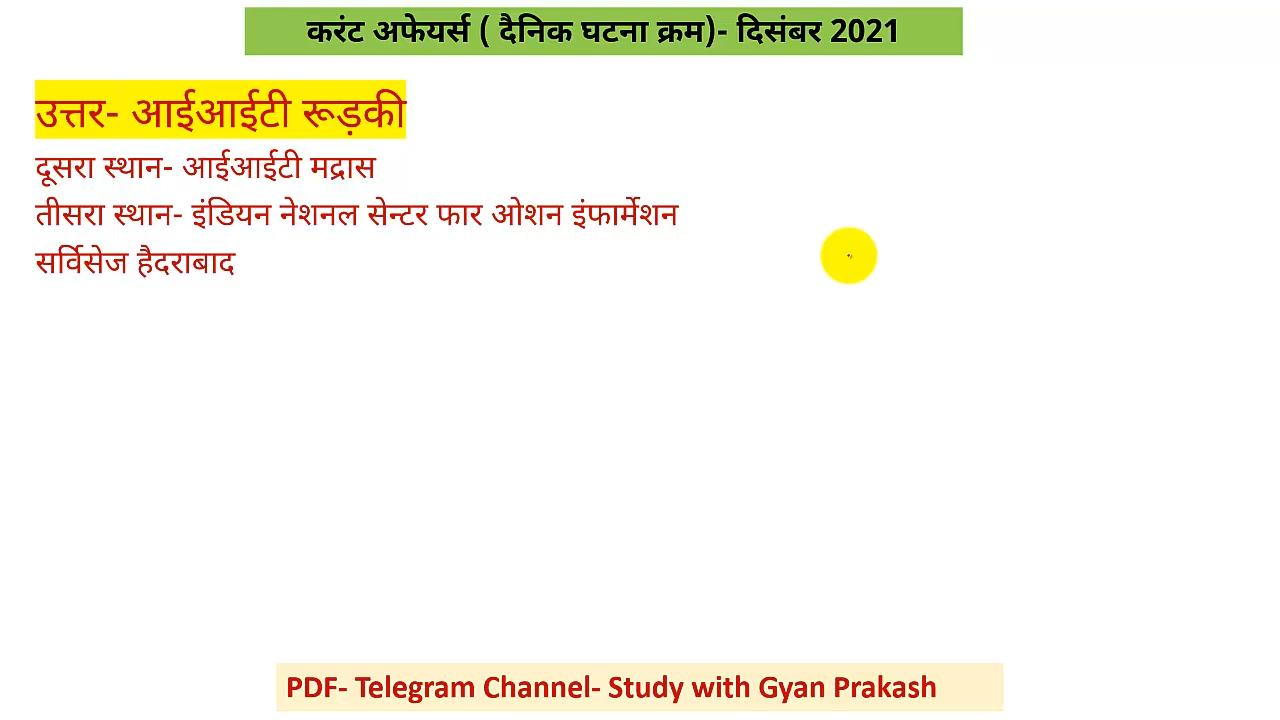 करंट अफेयर्स ( दैनिक घटना क्रम)- दिसंबर 2021
उत्तर- आईआईटी रूड़की
दूसरा स्थान- आईआईटी मद्रास
तीसरा स्थान- इंडियन नेशनल सेन्टर फार ओशन इंफार्मेशन
सर्विसेज हैदराबाद
PDF- Telegram Channel- Study with Gyan Prakash